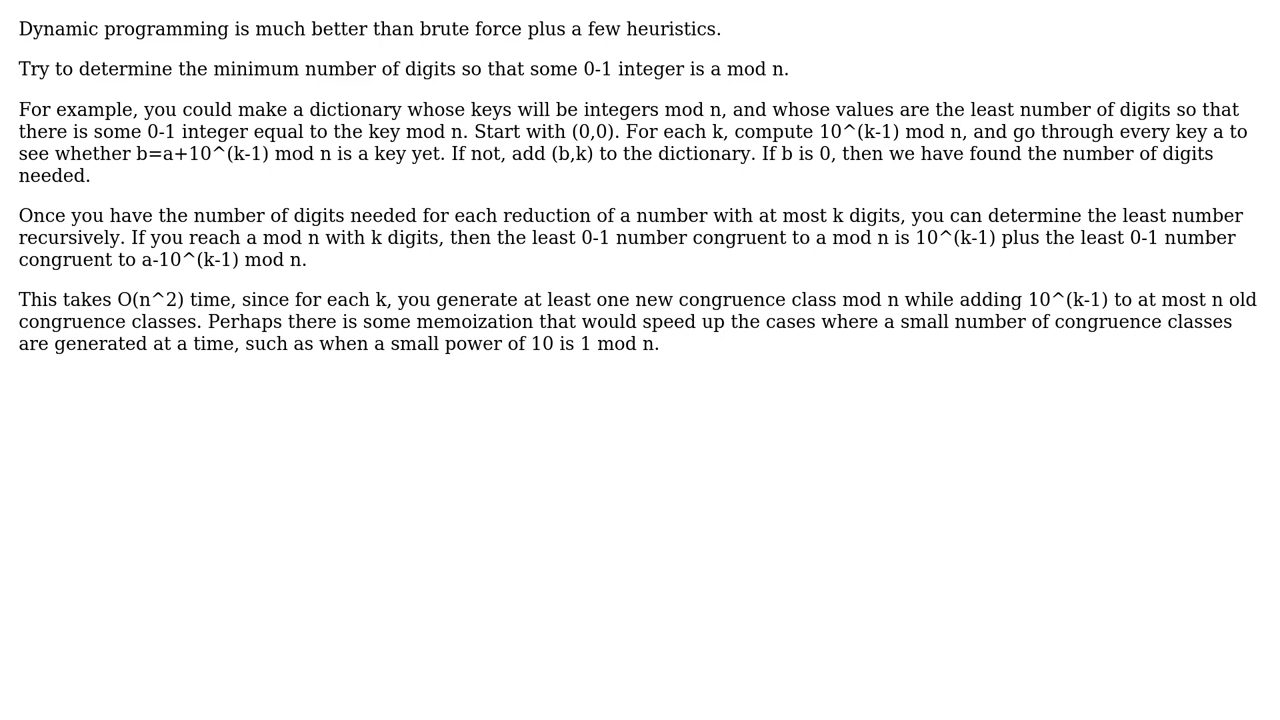 Dynamic programming is much better than brute force plus a few heuristics.
Try to determine the minimum number of digits so that some 0-1 integer is a mod n.
For example, you could make a dictionary whose keys will be integers mod n, and whose values are the least number of digits so that
there is some 0-1 integer equal to the key mod n. Start with (0,0). For each k, compute 10^(k-1) mod n, and go through every key a to
see whether b=a+10^(k-1) mod n is a key yet. If not, add (b,k) to the dictionary. If b is 0, then we have found the number of digits
needed.
Once you have the number of digits needed for each reduction of a number with at most k digits, you can determine the least number
recursively. If you reach a mod n with k digits, then the least 0-1 number congruent to a mod n is 10^(k-1) plus the least 0-1 number
congruent to a-10^(k-1) mod n.
This takes O(n^2) time, since for each k, you generate at least one new congruence class mod n while adding 10^(k-1) to at most n old
congruence classes. Perhaps there is some memoization that would speed up the cases where a small number of congruence classes
are generated at a time, such as when a small power of 10 is 1 mod n.